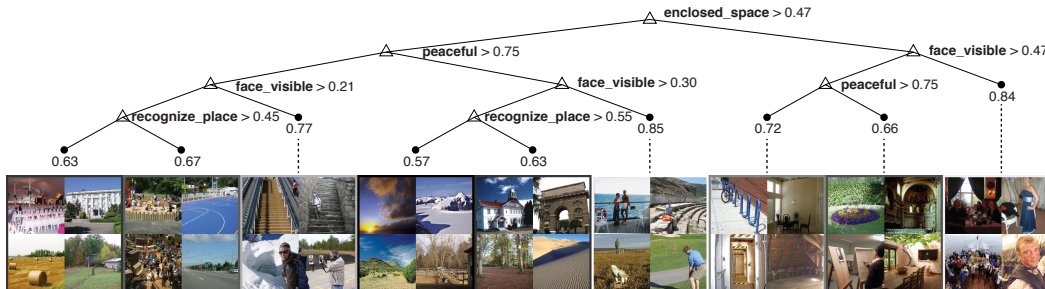 enclosed_space > 0.47
peaceful > 0.75
face_visible > 0.47
face_visible > 0.21
face_visible > 0.30
peaceful > 0.75
0.84
recognize_place > 0.45
0.77
recognize_place > 0.55
0.85
0.72
0.66
0.63
0.67
0.57
0.63